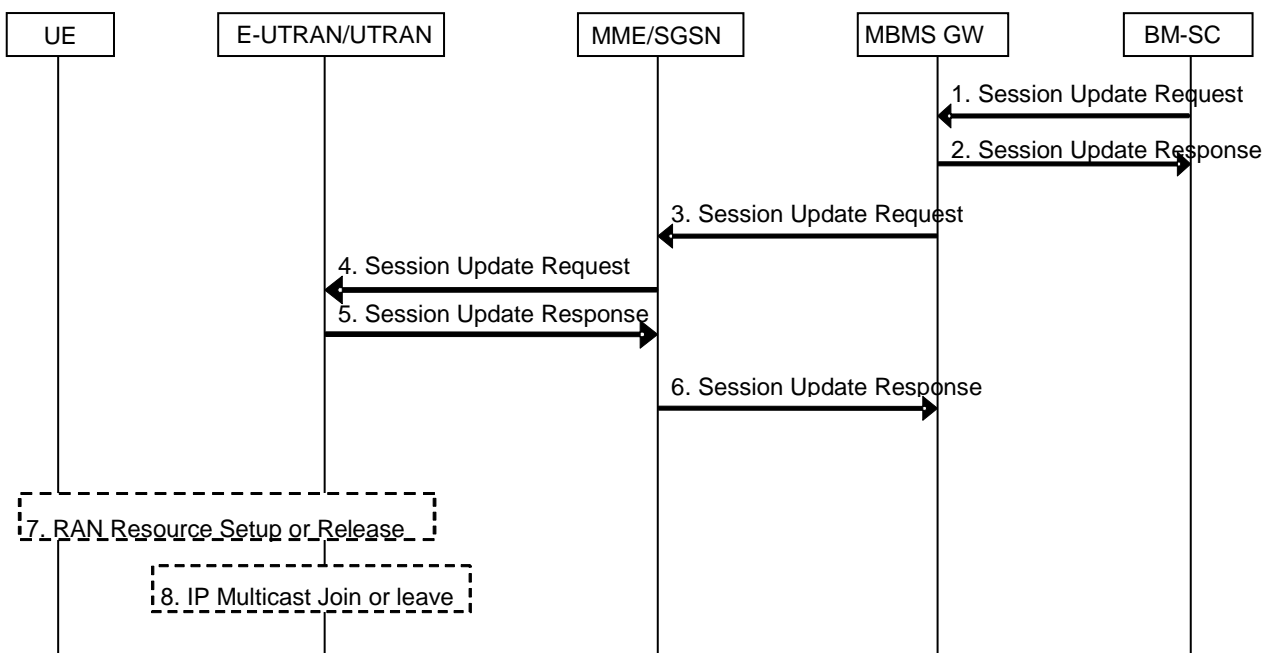 UE
E-UTRAN/UTRAN
MME/SGSN
MBMS GW
BM-SC
1. Session Update Request
2. Session Update Response
3. Session Update Request
4. Session Update Request
5. Session Update Response
6. Session Update Response
7. RAN Resource Setup or Release
8. IP Multicast Join or leave